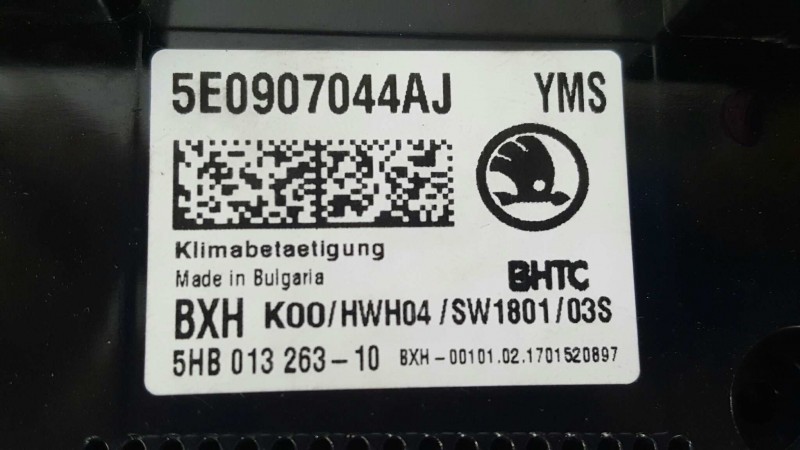 5E0907044AJ YMS
Klimabetaetigung
Made in Bulgaria BHTC
BXH K00/HWH04/SW1801/03S
5HB 013 263-10 BXH-00101.02.1701520897